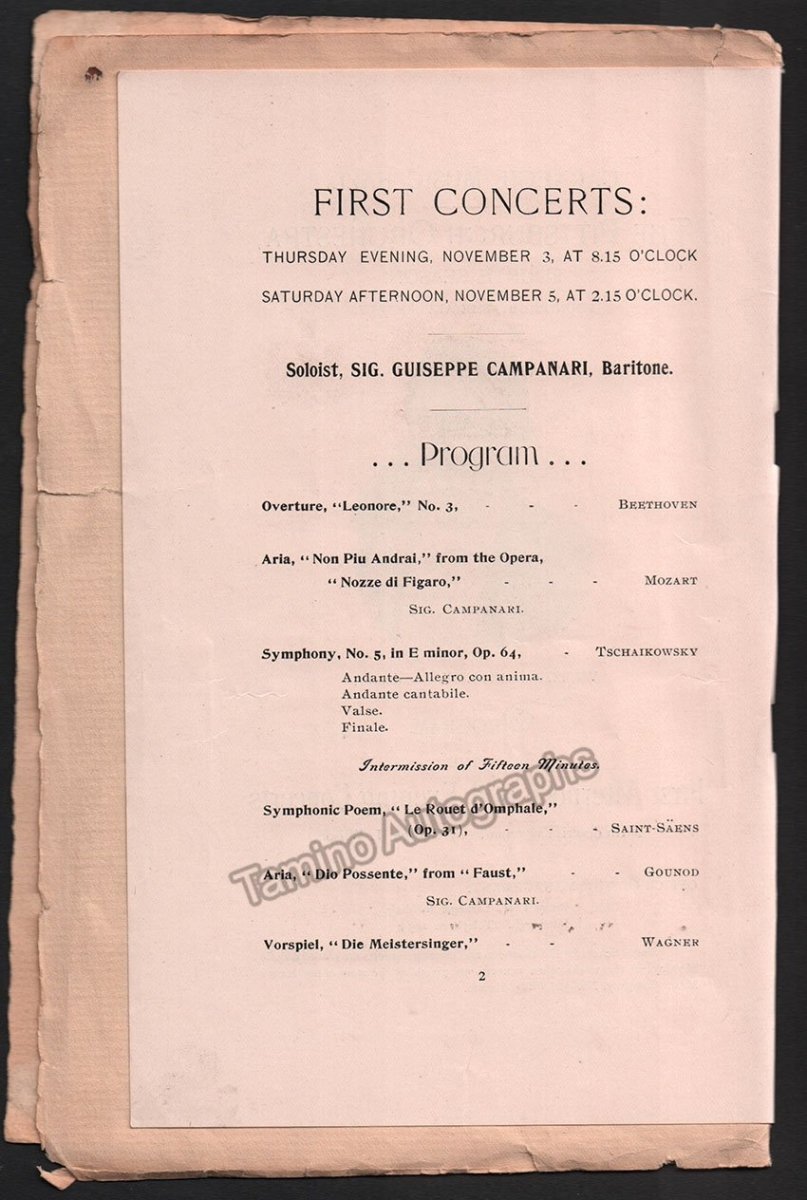 FIRST CONCERTS:
THURSDAY EVENING, NOVEMBER 3, AT 8.15 O'CLOCK
SATURDAY AFTERNOON, NOVEMBER 5, AT 2.15 O'CLOCK.
Soloist, SIG. GUISEPPE CAMPANARI, Baritone.
... Program ...
Overture, "Leonore," No. 3, - - - BEETHOVEN
Aria, "Non Piu Andrai," from the Opera,
"Nozze di Figaro," - - - MOZART
SIG. CAMPANARI.
Symphony, No. 5, in E minor, Op. 64, - TSCHAIKOWSKY
Andante—Allegro con anima.
Andante cantabile.
Valse.
Finale.
Intermission of Fifteen Minutes.
Symphonic Poem, "Le Rouet d'Omphale,"
(Op. 31), - - - SAINT-SAËNS
Aria, "Dio Possente," from "Faust," - - GOUNOD
SIG. CAMPANARI.
Vorspiel, "Die Meistersinger," - - WAGNER
2
Tamino Autographs